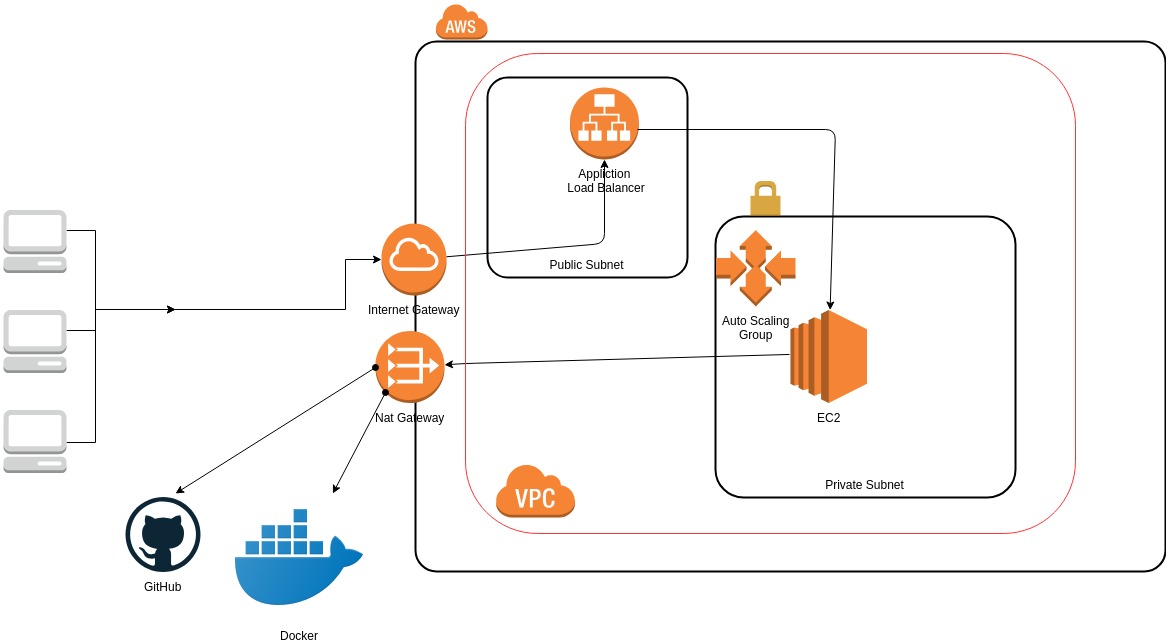 AWS
Appliction
Load Balancer
Public Subnet
Internet Gateway
Auto Scaling
Group
Nat Gateway
EC2
VPC
Private Subnet
GitHub
Docker